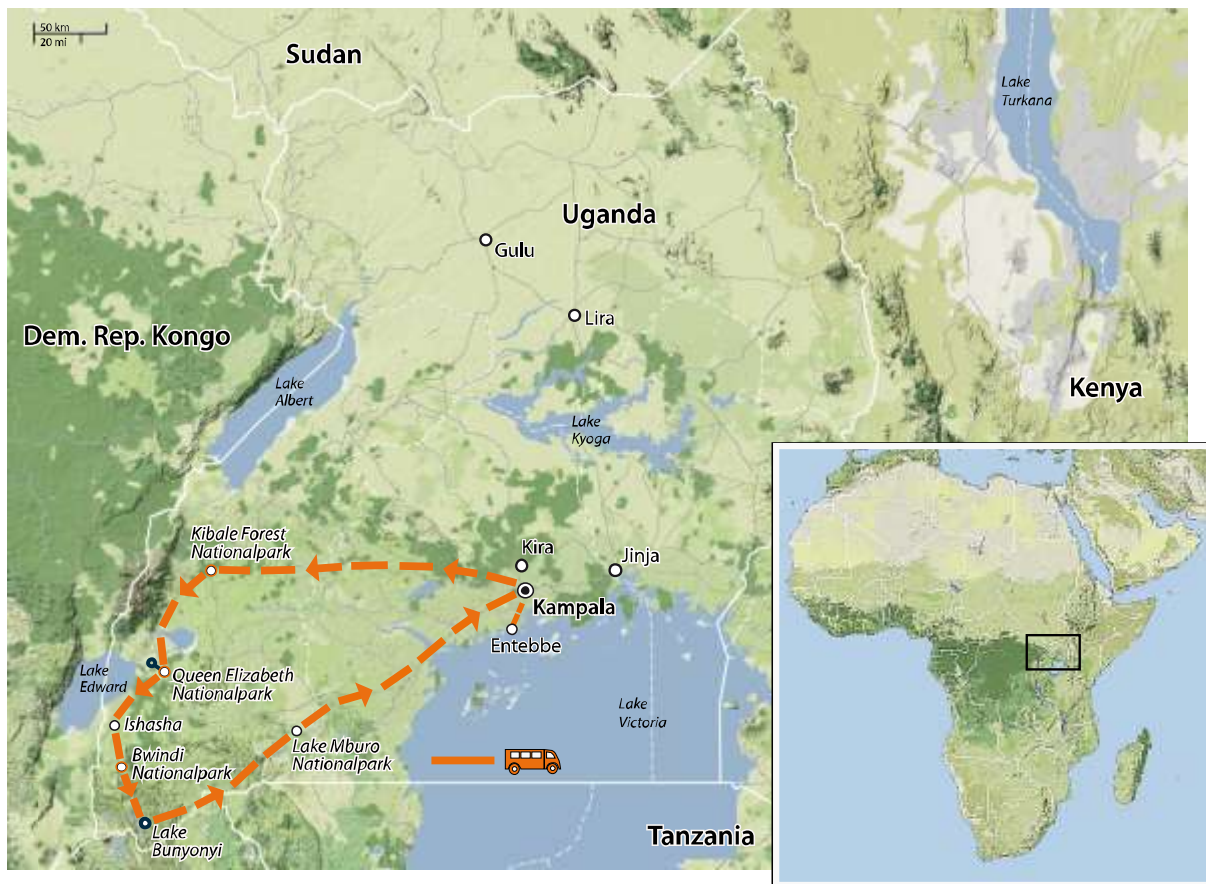 50 km
20 mi
Sudan
Lake
Turkana
Uganda
Gulu
Lira
Dem. Rep. Kongo
Lake
Albert
Kenya
Lake
Kyoga
Kibale Forest
Nationalpark
Kira
Jinja
Kampala
Entebbe
Lake
Edward
Queen Elizabeth
Nationalpark
Ishasha
Lake
Victoria
Lake Mburo
Nationalpark
Bwindi
Nationalpark
Lake
Bunyonyi
Tanzania